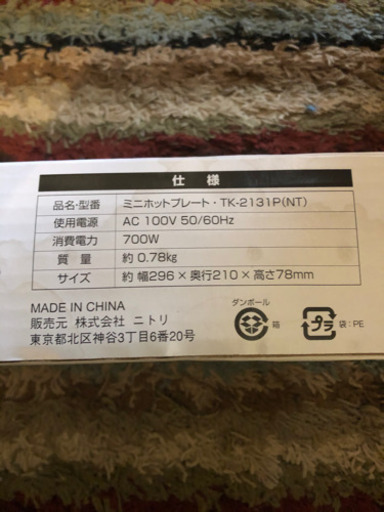 仕様
品名・型番 ミニホットプレート・TK-2131P(NT)
使用電源 AC 100V 50/60Hz
消費電力 700W
質量 約 0.78kg
サイズ 約 幅296×奥行210×高さ78mm
MADE IN CHINA
販売元 株式会社 ニトリ
東京都北区神谷3丁目6番20号
ダンボール
箱
プラ
袋:PE